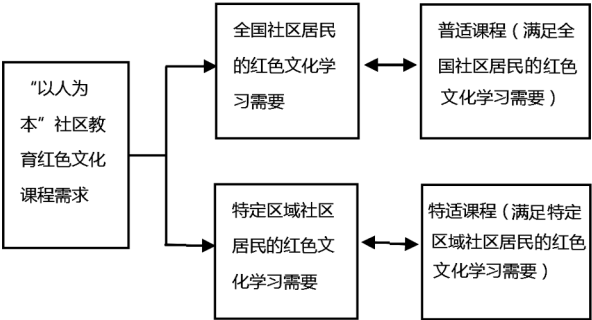 “以人为
本”社区教
育红色文化
课程需求
全国社区居民
的红色文化学
习需要
普适课程（满足全
国社区居民的红色
文化学习需要）
特定区域社区
居民的红色文
化学习需要
特适课程（满足特定
区域社区居民的红色
文化学习需要）